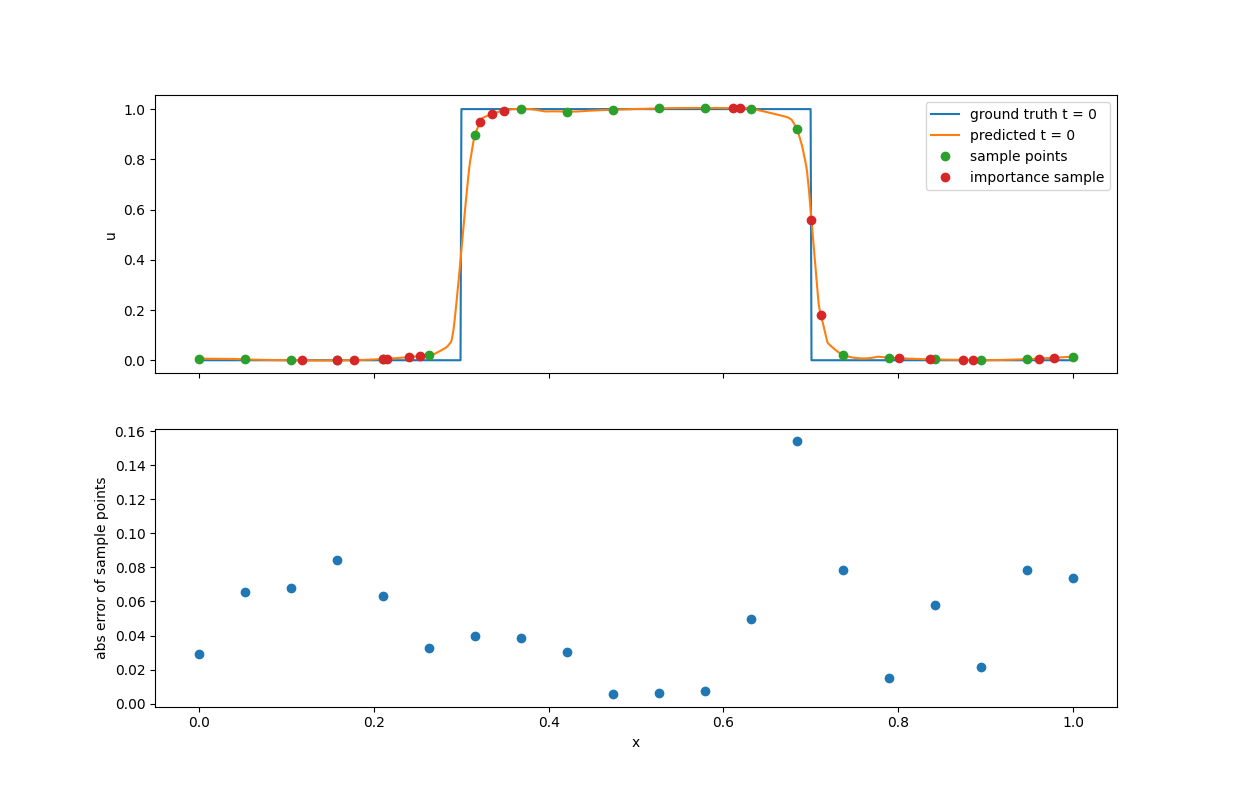 1.0
0.8
0.6
0.4
0.2
0.0
u
ground truth t = 0
predicted t = 0
sample points
importance sample
0.16
0.14
0.12
0.10
0.08
0.06
0.04
0.02
0.00
abs error of sample points
0.0 0.2 0.4 0.6 0.8 1.0
x